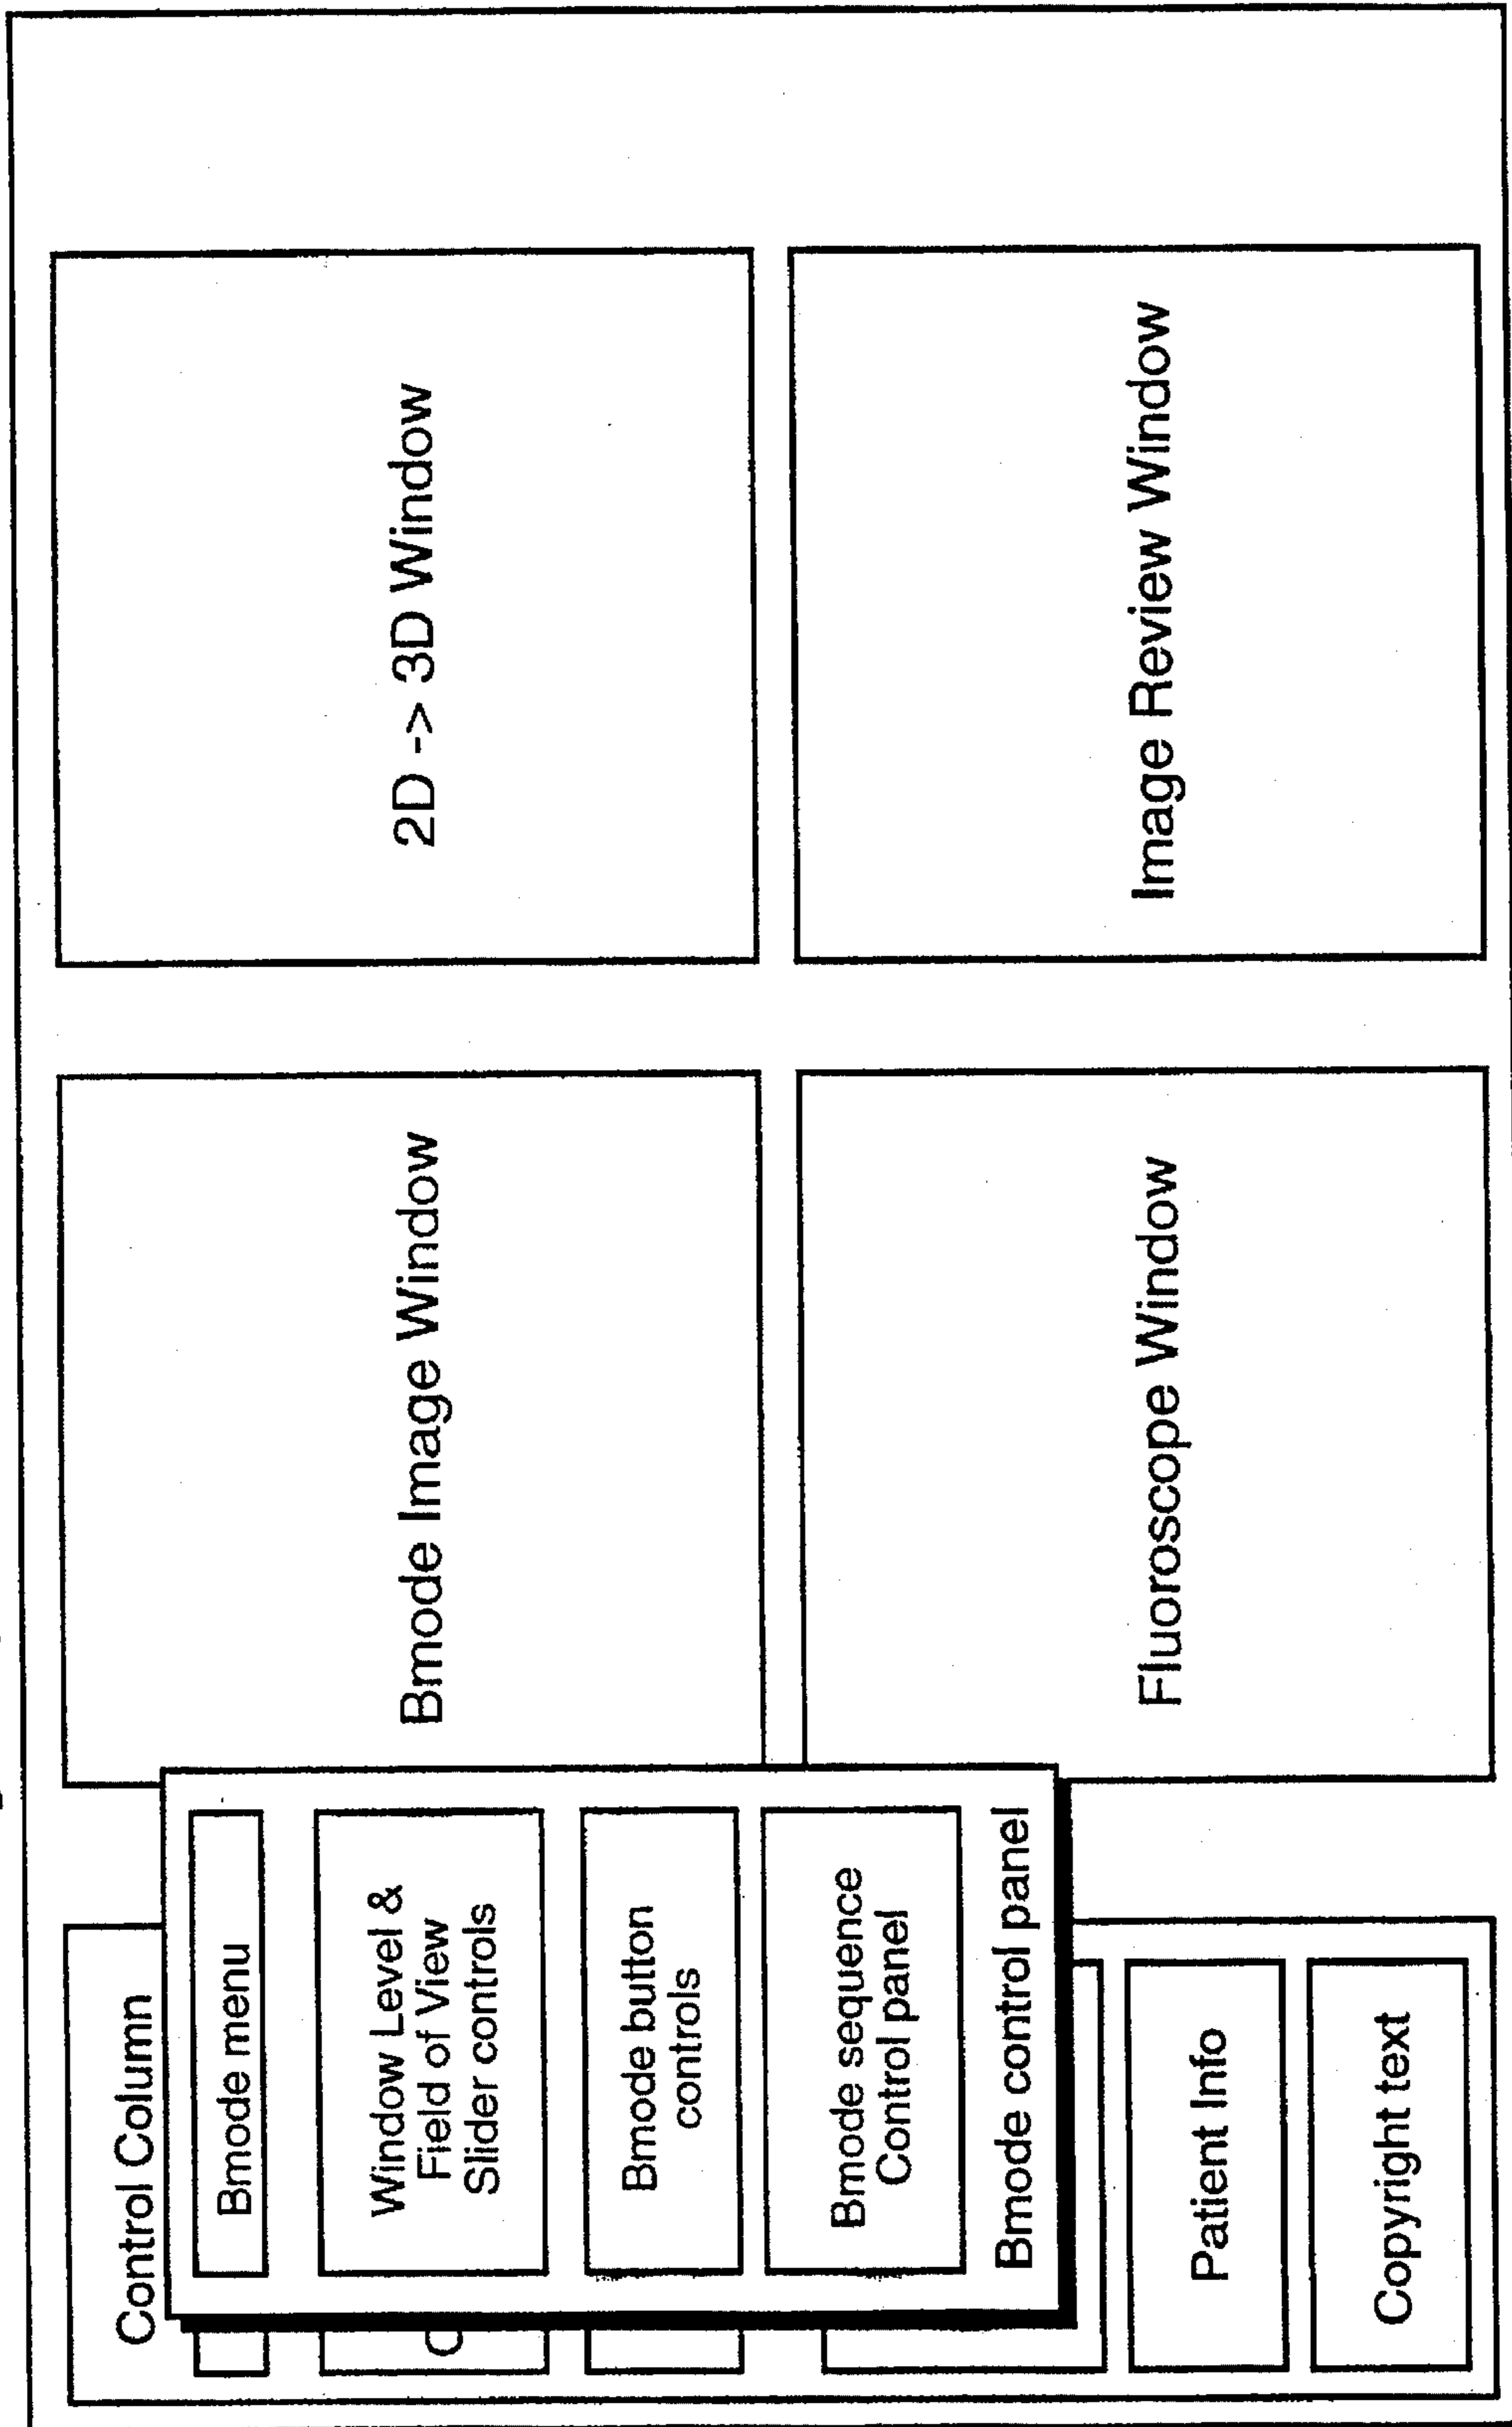 Control Column
Bmode menu
Window Level &
Field of View
Slider controls
Bmode button
controls
Bmode sequence
Control panel
Bmode control panel
Patient Info
Copyright text
Bmode Image Window
2D -> 3D Window
Fluoroscope Window
Image Review Window